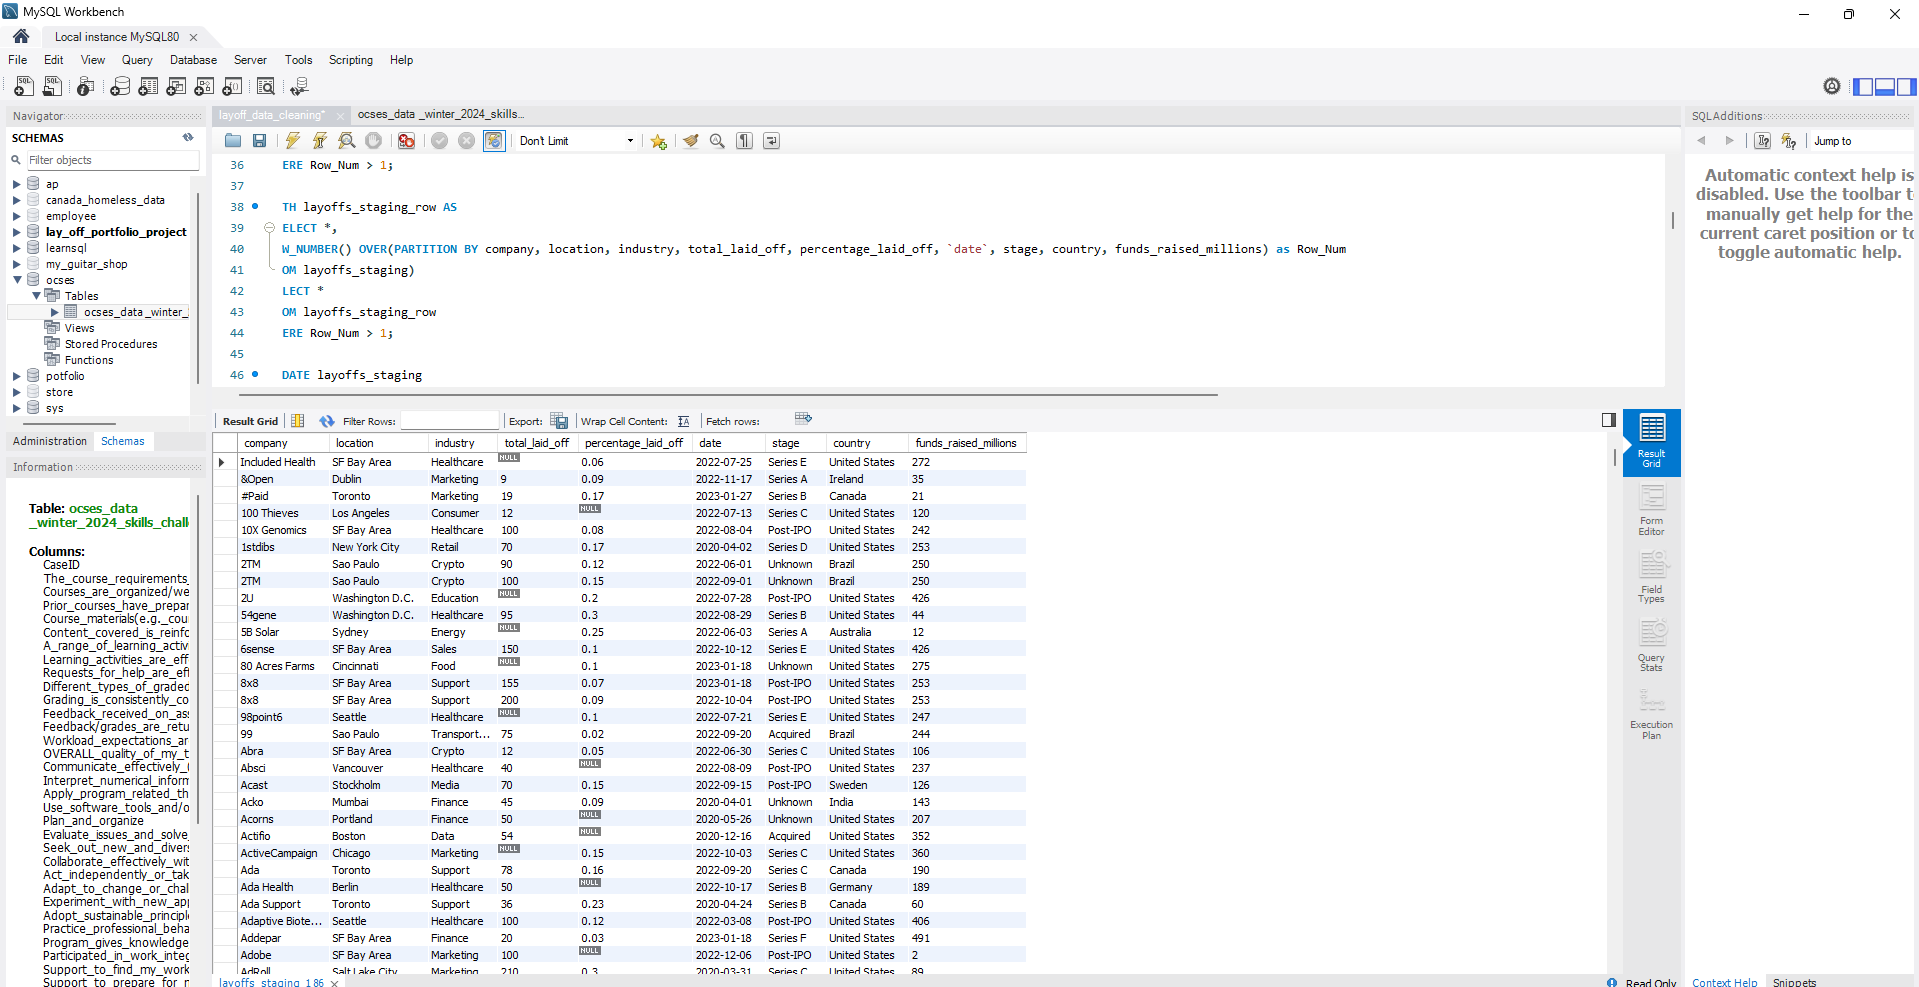 MySQL Workbench
Local instance MySQL80
File Edit View Query Database Server Tools Scripting Help
Navigator
SCHEMAS
Filter objects
ap
canada_homeless_data
employee
lay_off_portfolio_project
learnsql
my_guitar_shop
ocses
Tables
ocses_data _winter_
Views
Stored Procedures
Functions
potfolio
store
sys
Administration Schemas
Information
Table: ocses_data
_winter_2024_skills_chall
Columns:
CaseID
The_course_requirements_
Courses_are_organized/we
Prior_courses_have_prepar
Course_materials(e.g._cou
Content_covered_is_reinfo
A_range_of_learning_activ
Learning_activities_are_eff
Requests_for_help_are_ef
Different_types_of_graded
Grading_is_consistently_co
Feedback_received_on_ass
Feedback/grades_are_retu
Workload_expectations_ar
OVERALL_quality_of_my_t
Communicate_effectively_
Interpret_numerical_inform
Apply_program_related_th
Use_software_tools_and/o
Plan_and_organize
Evaluate_issues_and_solve_
Seek_out_new_and_divers
Collaborate_effectively_wit
Act_independently_or_tak
Adapt_to_change_or_chal
Experiment_with_new_app
Adopt_sustainable_principl
Practice_professional_beha
Program_gives_knowledge
Participated_in_work_integ
Support_to_find_my_work
Support_to_prepare_for_n
layoff_data_cleaning* ocses_data _winter_2024_skills...
Don't Limit
36 ERE Row_Num > 1;
37
38 TH layoffs_staging_row AS
39 ELECT *,
40 W_NUMBER() OVER(PARTITION BY company, location, industry, total_laid_off, percentage_laid_off, `date`, stage, country, funds_raised_millions) as Row_Num
41 OM layoffs_staging)
42 LECT *
43 OM layoffs_staging_row
44 ERE Row_Num > 1;
45
46 DATE layoffs_staging
Result Grid Filter Rows: Export: Wrap Cell Content: Fetch rows:
company location industry total_laid_off percentage_laid_off date stage country funds_raised_millions
Included Health SF Bay Area Healthcare NULL 0.06 2022-07-25 Series E United States 272
&Open Dublin Marketing 9 0.09 2022-11-17 Series A Ireland 35
#Paid Toronto Marketing 19 0.17 2023-01-27 Series B Canada 21
100 Thieves Los Angeles Consumer 12 NULL 2022-07-13 Series C United States 120
10X Genomics SF Bay Area Healthcare 100 0.08 2022-08-04 Post-IPO United States 242
1stdibs New York City Retail 70 0.17 2020-04-02 Series D United States 253
2TM Sao Paulo Crypto 90 0.12 2022-06-01 Unknown Brazil 250
2TM Sao Paulo Crypto 100 0.15 2022-09-01 Unknown Brazil 250
2U Washington D.C. Education NULL 0.2 2022-07-28 Post-IPO United States 426
54gene Washington D.C. Healthcare 95 0.3 2022-08-29 Series B United States 44
5B Solar Sydney Energy NULL 0.25 2022-06-03 Series A Australia 12
6sense SF Bay Area Sales 150 0.1 2022-10-12 Series E United States 426
80 Acres Farms Cincinnati Food NULL 0.1 2023-01-18 Unknown United States 275
8x8 SF Bay Area Support 155 0.07 2023-01-18 Post-IPO United States 253
8x8 SF Bay Area Support 200 0.09 2022-10-04 Post-IPO United States 253
98point6 Seattle Healthcare NULL 0.1 2022-07-21 Series E United States 247
99 Sao Paulo Transport... 75 0.02 2022-09-20 Acquired Brazil 244
Abra SF Bay Area Crypto 12 0.05 2022-06-30 Series C United States 106
Absci Vancouver Healthcare 40 NULL 2022-08-09 Post-IPO United States 237
Acast Stockholm Media 70 0.15 2022-09-15 Post-IPO Sweden 126
Acko Mumbai Finance 45 0.09 2020-04-01 Unknown India 143
Acorns Portland Finance 50 NULL 2020-05-26 Unknown United States 207
Actifio Boston Data 54 NULL 2020-12-16 Acquired United States 352
ActiveCampaign Chicago Marketing NULL 0.15 2022-10-03 Series C United States 360
Ada Toronto Support 78 0.16 2022-09-20 Series C Canada 190
Ada Health Berlin Healthcare 50 NULL 2022-10-17 Series B Germany 189
Ada Support Toronto Support 36 0.23 2020-04-24 Series B Canada 60
Adaptive Biote... Seattle Healthcare 100 0.12 2022-03-08 Post-IPO United States 406
Addepar SF Bay Area Finance 20 0.03 2023-01-18 Series F United States 491
Adobe SF Bay Area Marketing 100 NULL 2022-12-06 Post-IPO United States 2
AdRoll Salt Lake City Marketing 210 0.3 2020-03-31 Series C United States 89
layoffs_staging 186
Read Only
Result
Grid
Form
Editor
Field
Types
Query
Stats
Execution
Plan
SQLAdditions
Jump to
Automatic context help is
disabled. Use the toolbar t
manually get help for the
current caret position or to
toggle automatic help.
Context Help Snippets